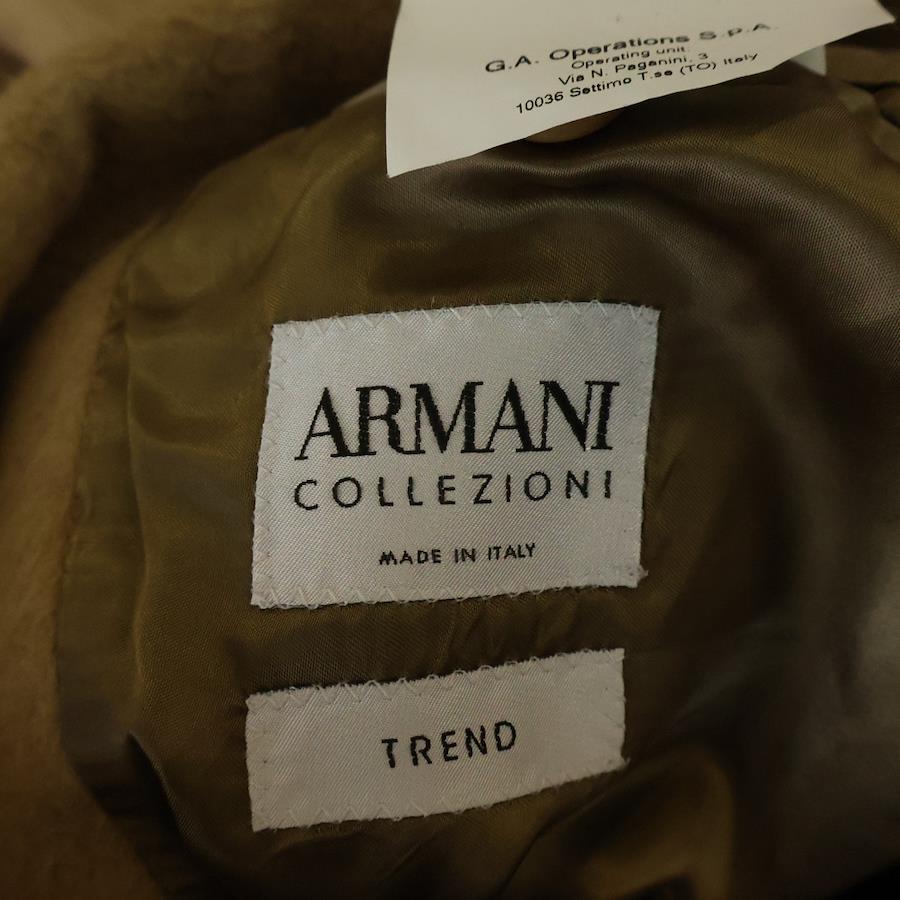 G.A. Operations S.p.A.
Operating unit:
Via N. Paganini, 3
10036 Settimo T.se (TO) Italy
ARMANI
COLLEZIONI
MADE IN ITALY
TREND